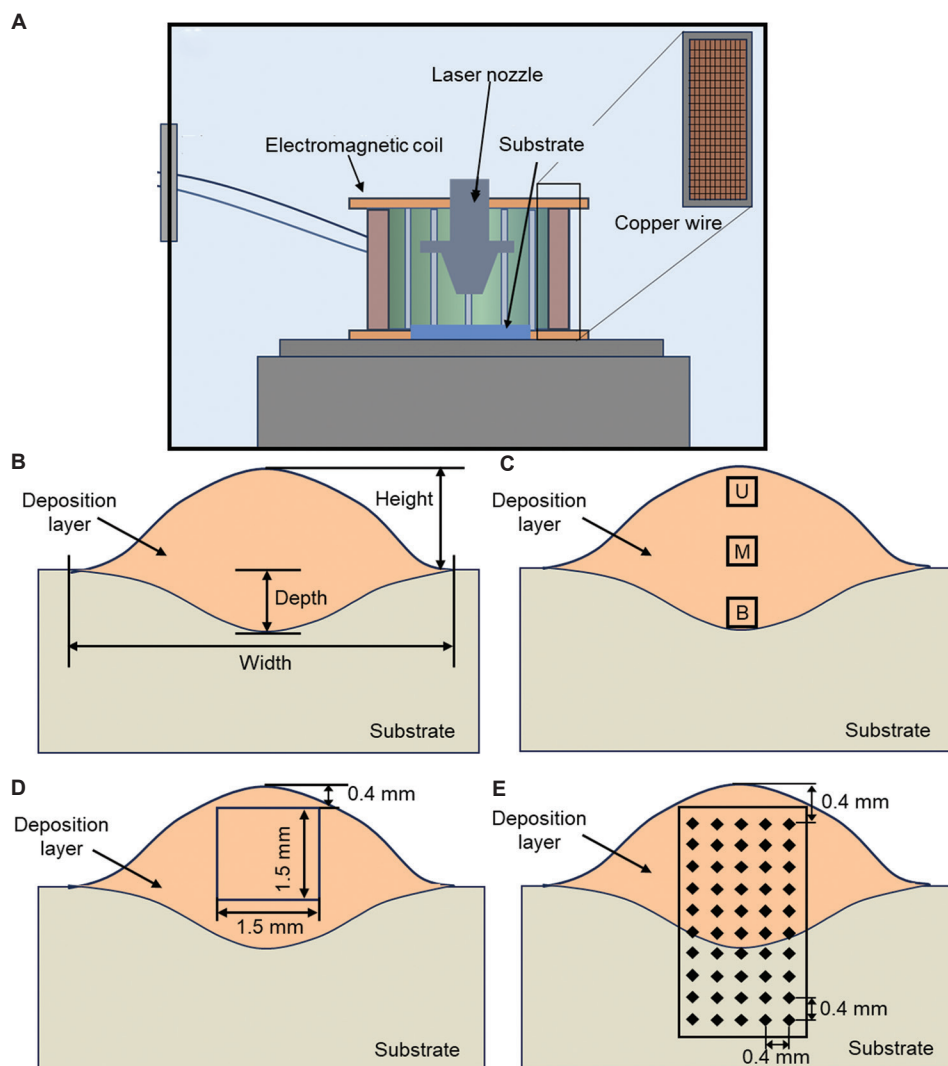 A
Laser nozzle
Electromagnetic coil
Substrate
Copper wire
B
Deposition
layer
Height
Depth
Width
Substrate
C
Deposition
layer
U
M
B
Substrate
D
0.4 mm
Deposition
layer
1.5 mm
1.5 mm
Substrate
E
0.4 mm
Deposition
layer
0.4 mm
0.4 mm
Substrate